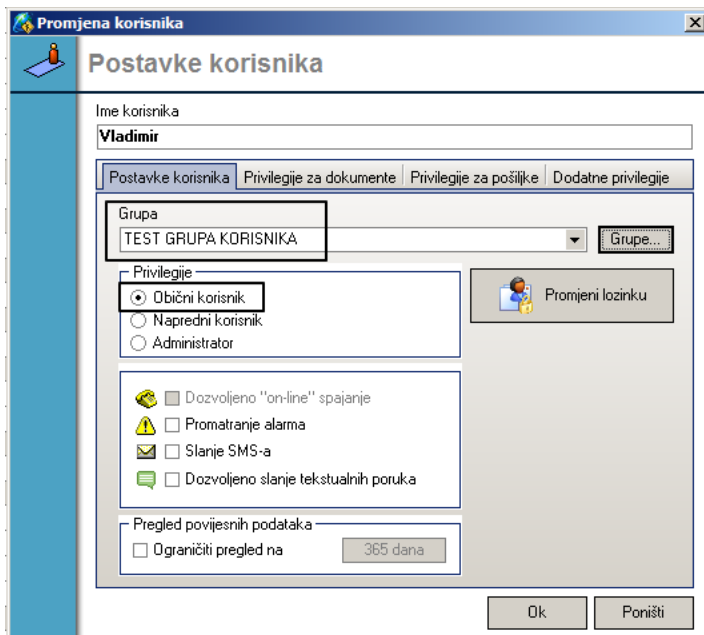 Promjena korisnika
Postavke korisnika
Ime korisnika
Vladimir
Postavke korisnika Privilegije za dokumente Privilegije za pošiljke Dodatne privilegije
Grupa
TEST GRUPA KORISNIKA Grupe...
Privilegije
Obični korisnik
Promjeni lozinku
Napredni korisnik
Administrator
Dozvoljeno "on-line" spajanje
Promatranje alarma
Slanje SMS-a
Dozvoljeno slanje tekstualnih poruka
Pregled povijesnih podataka
Ograničiti pregled na 365 dana
Ok Poništi